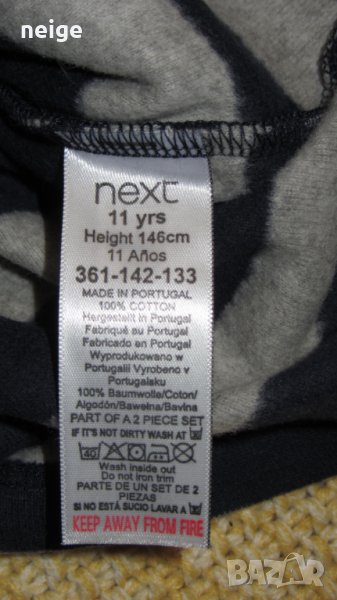 neige
next
11 yrs
Height 146cm
11 Años
361-142-133
MADE IN PORTUGAL
100% COTTON
Hergestellt in Portugal
Fabriqué su Portugal
Fabricado en Portugal
Wyprodukowano w
Portugalii Vyrobeno v
Portugalsku
100% Baumwolle/Coton/
Algodón/Bawełna/Bavlna
PART OF A 2 PIECE SET
IF IT'S NOT DIRTY WASH AT
40
Wash inside out
Do not iron trim
PARTE DE UN SET DE 2
PIEZAS
SI NO ESTÁ SUCIO LAVAR A
KEEP AWAY FROM FIRE
BAZAR